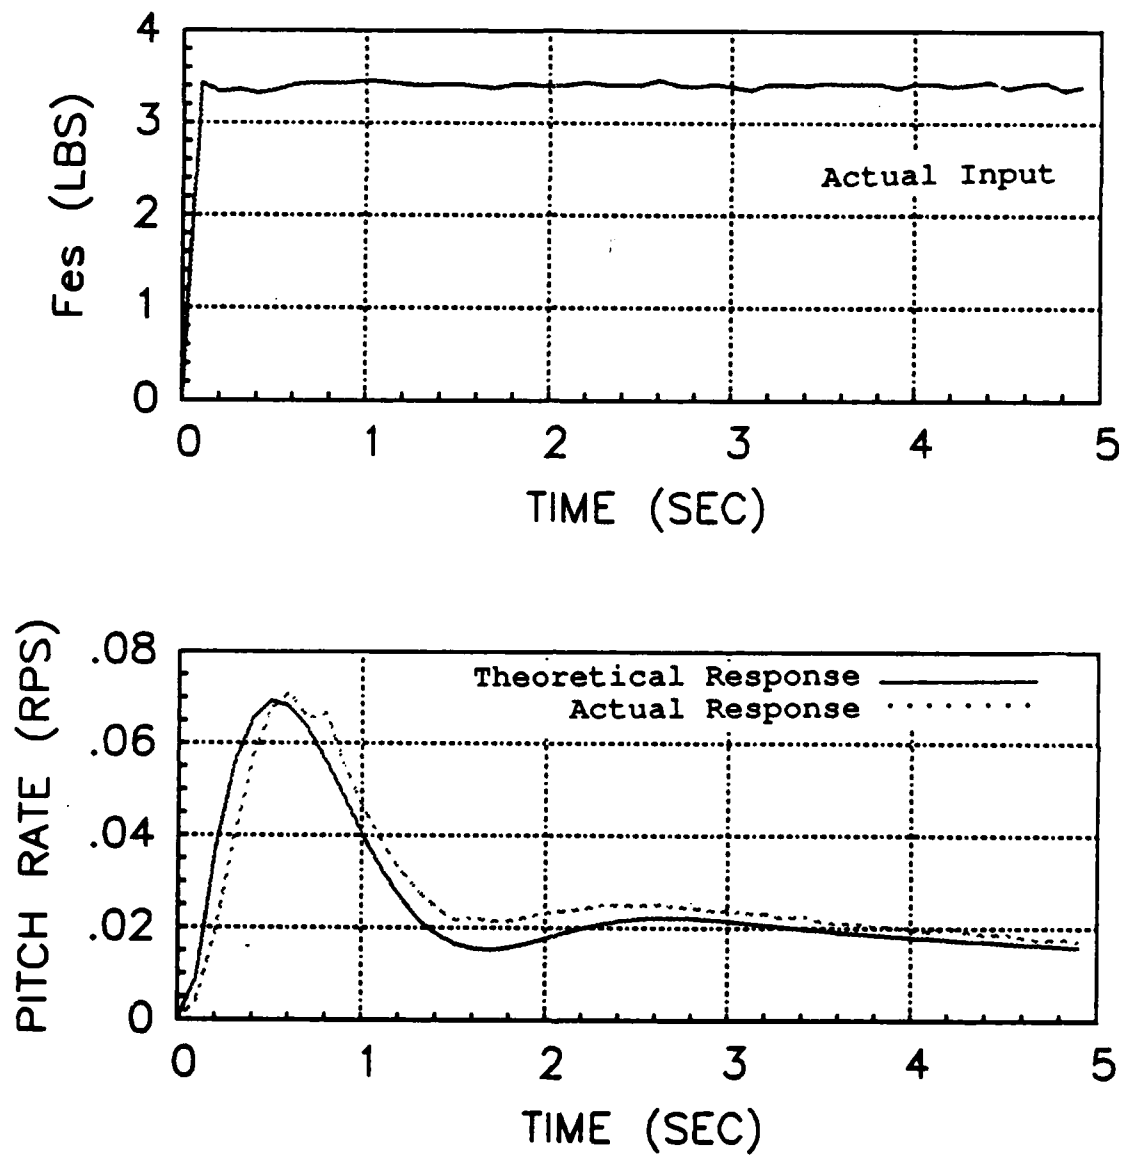 4
3
2
1
0
Fes (LBS)
Actual Input
0 1 2 3 4 5
TIME (SEC)
.08
.06
.04
.02
0
PITCH RATE (RPS)
Theoretical Response
Actual Response
0 1 2 3 4 5
TIME (SEC)